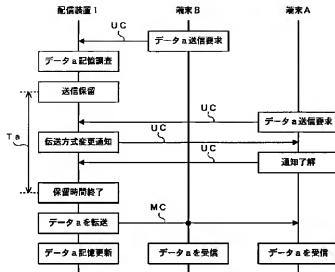 配信装置1 端末B 端末A
UC
データa送信要求
データa記憶調査
送信保留
Ta
UC
データa送信要求
伝送方式変更通知
UC
UC
通知了解
保留時間終了
MC
データaを転送
データa記憶更新 データaを受信 データaを受信